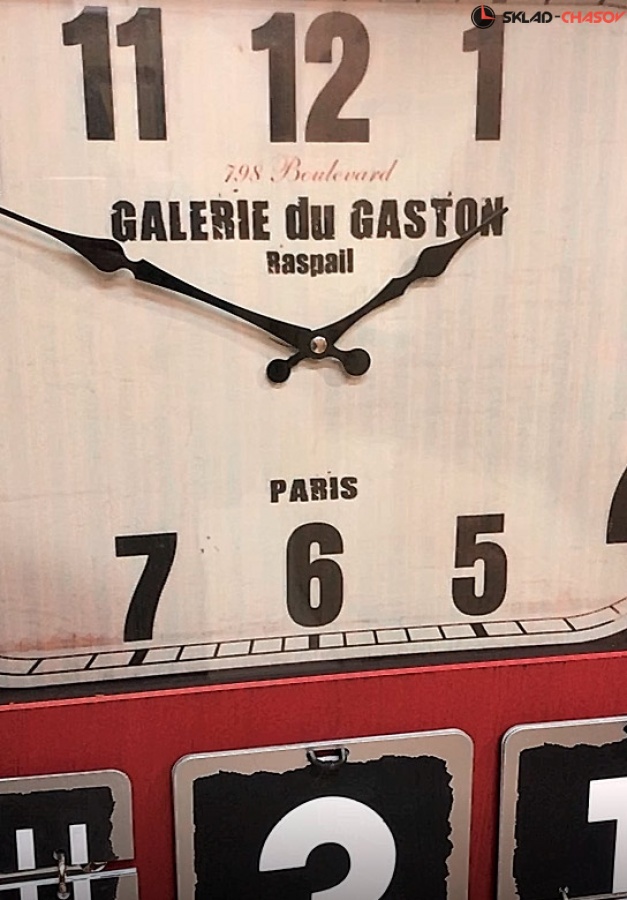 SKLAD-CHASOV
11 12 1
798 Boulevard
GALERIE du GASTON
Raspail
PARIS
7 6 5